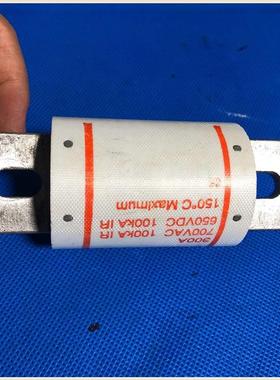 300A
700VAC 100kA IR
650VDC 100kA IR
150°C Maximum